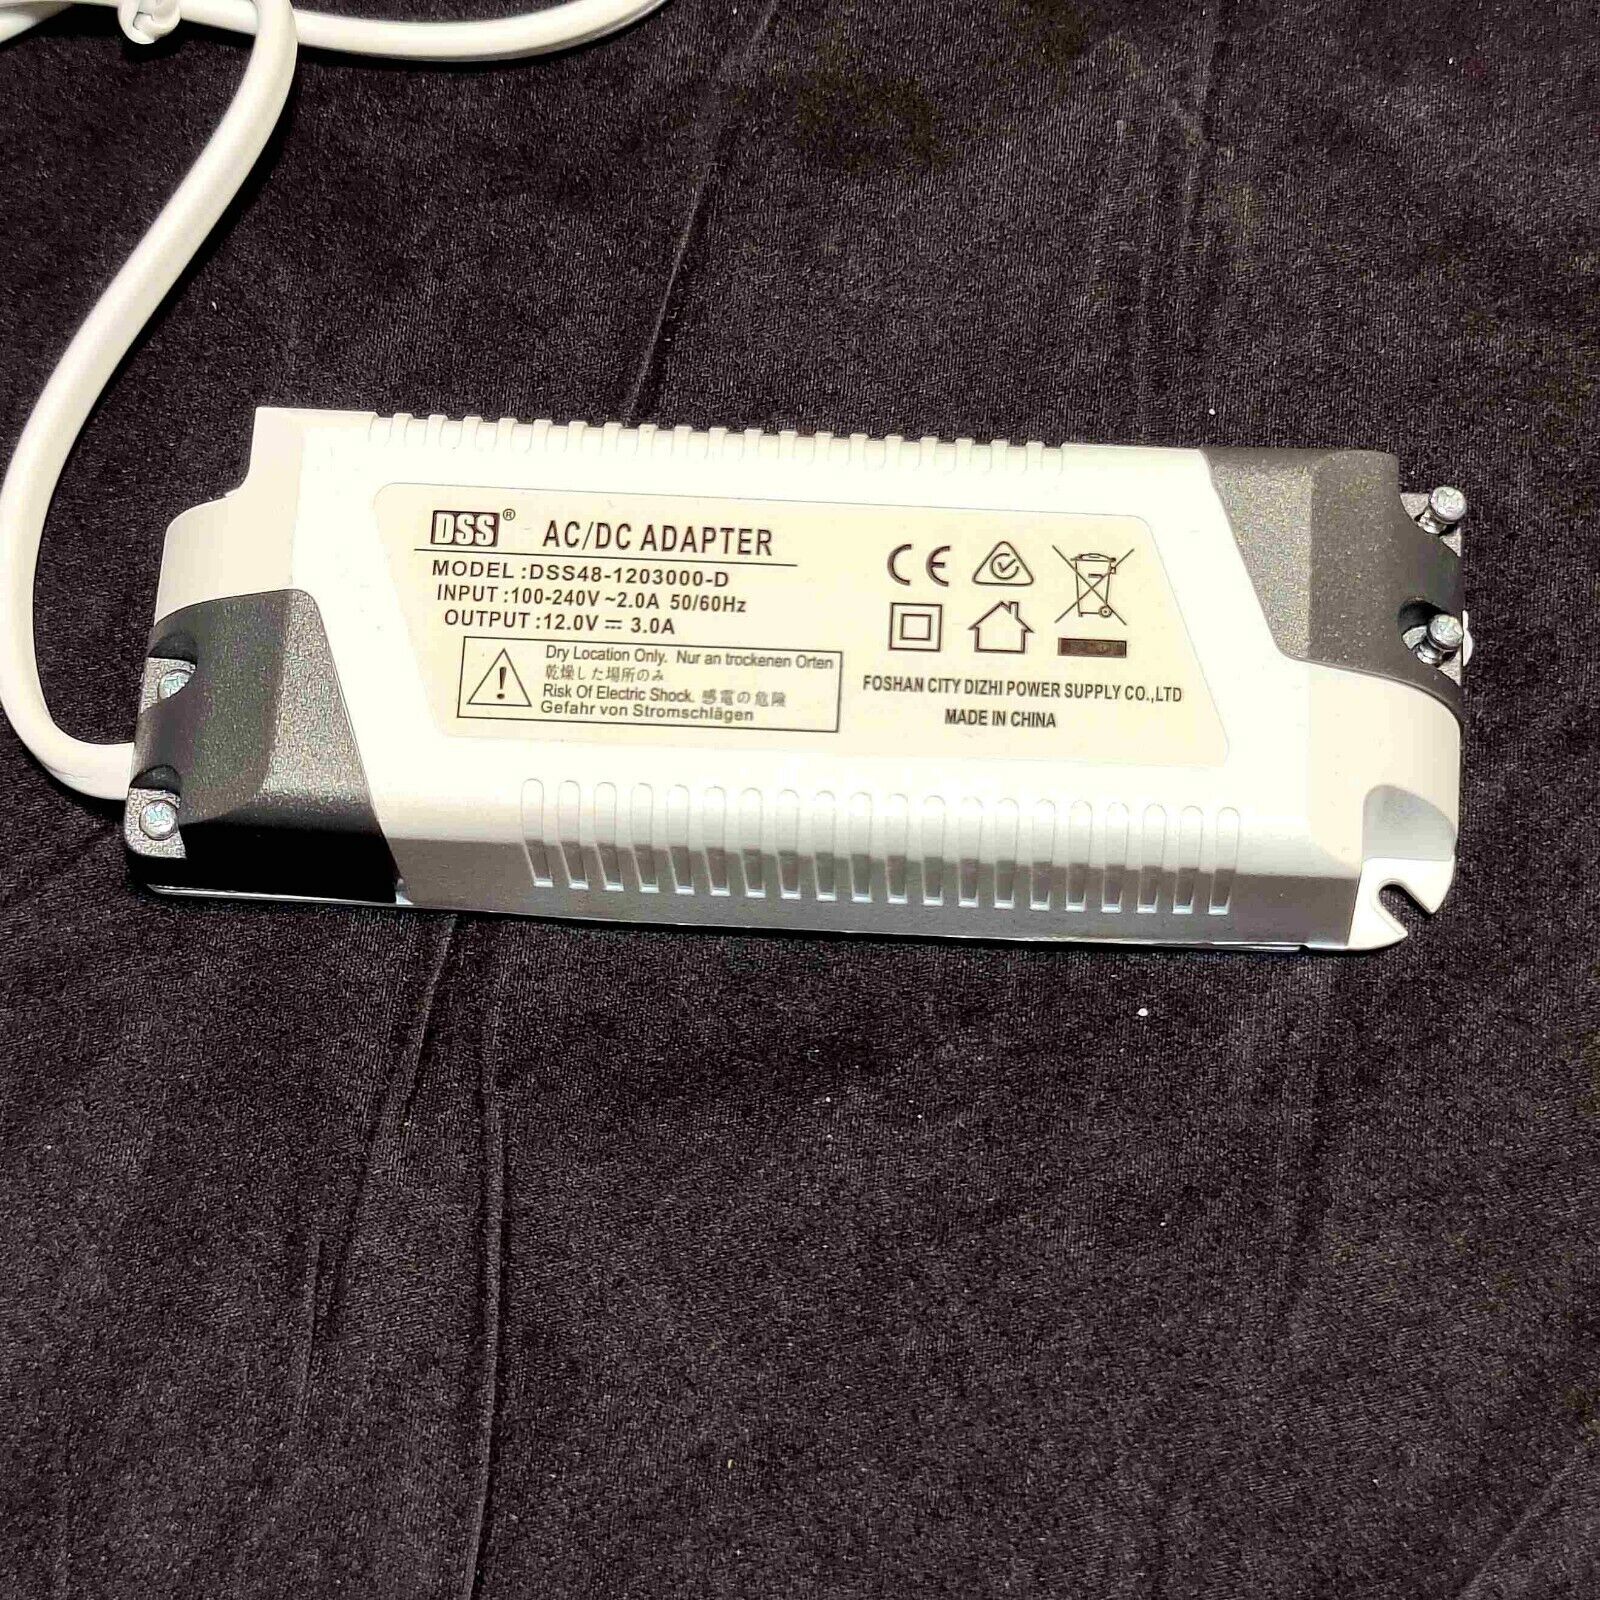 DSS® AC/DC ADAPTER
MODEL :DSS48-1203000-D
INPUT :100-240V ~2.0A 50/60Hz
OUTPUT :12.0V ⎓ 3.0A
Dry Location Only. Nur an trockenen Orten
乾燥した場所のみ
Risk Of Electric Shock. 感電の危険
Gefahr von Stromschlägen
CE
FOSHAN CITY DIZHI POWER SUPPLY CO.,LTD
MADE IN CHINA